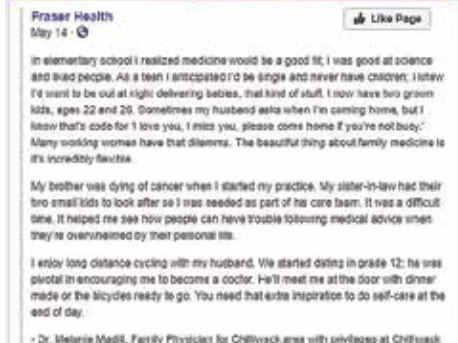 Fraser Health
Like Page
May 14 ·
In elementary school I realized medicine would be a good fit; I was good at science
and liked people. As a teen I anticipated I'd be single and never have children; I knew
I'd want to be out at night delivering babies, that kind of stuff. I now have two grown
kids, ages 22 and 26. Sometimes my husband asks when I'm coming home, but I
know that's code for 'I love you, I miss you, please come home if you're not busy.'
Many working women have that dilemma. The beautiful thing about family medicine is
it's incredibly flexible.
My brother was dying of cancer when I started my practice. My sister-in-law had their
two small kids to look after so I was needed as part of his care team. It was a difficult
time. It helped me see how people can have trouble following medical advice when
they're overwhelmed by their personal life.
I enjoy long distance cycling with my husband. We started dating in grade 12; he was
pivotal in encouraging me to become a doctor. He'll meet me at the door with dinner
made or the bicycles ready to go. You need that extra inspiration to do self-care at the
end of day.
- Dr. Melanie Madill, Family Physician for Chilliwack area with privileges at Chilliwack